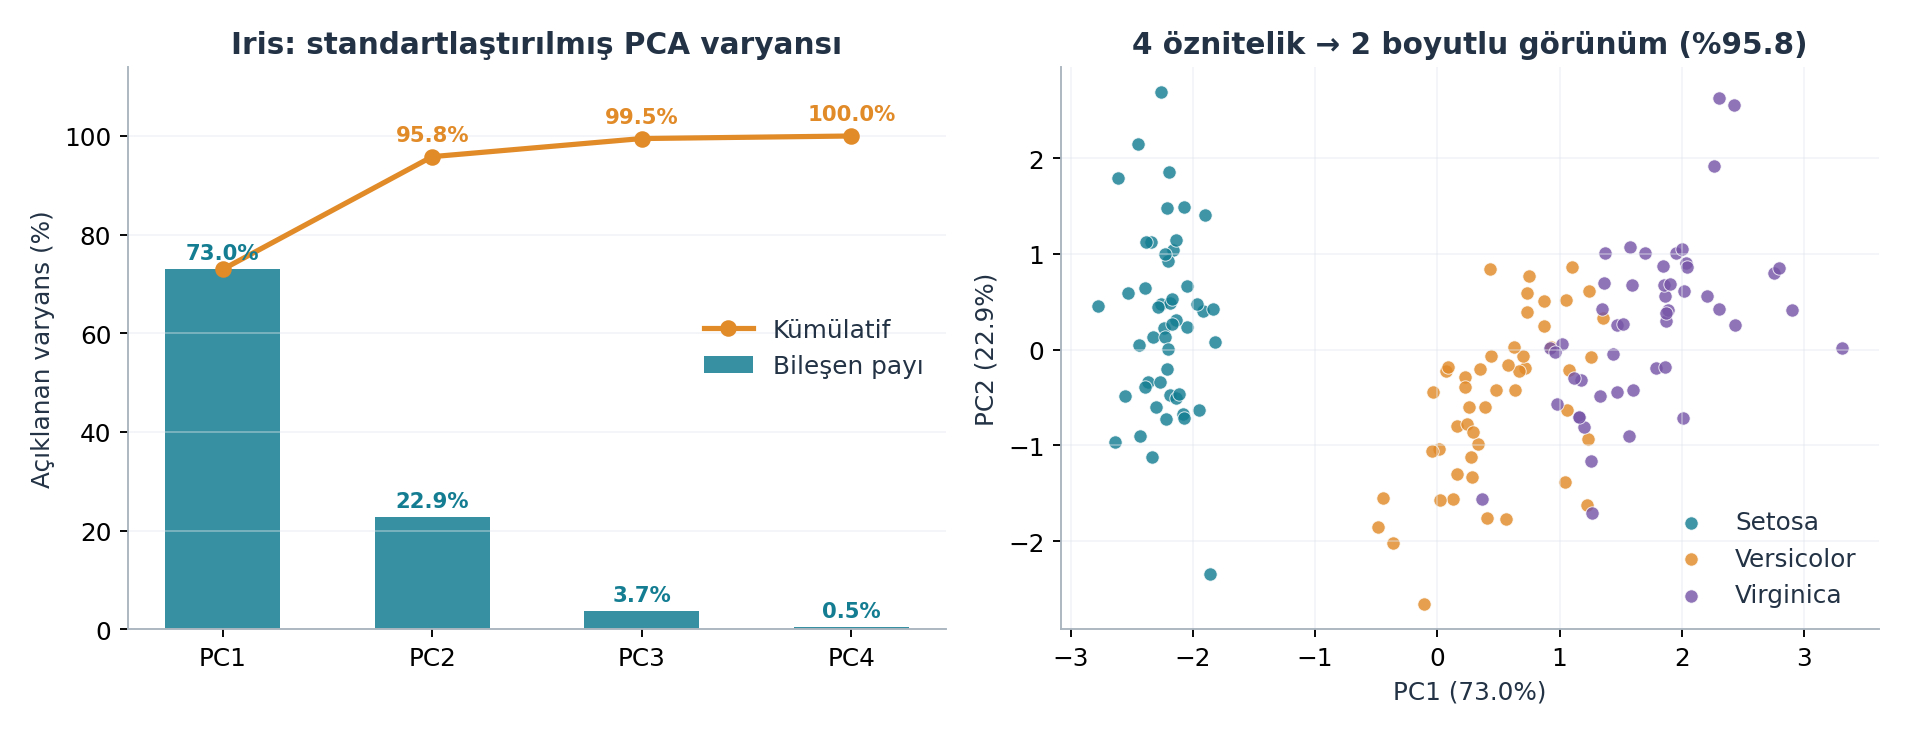 Iris: standartlaştırılmış PCA varyansı
Açıklanan varyans (%)
100
80
60
40
20
0
73.0%
95.8%
99.5%
100.0%
22.9%
3.7%
0.5%
Kümülatif
Bileşen payı
PC1
PC2
PC3
PC4
4 öznitelik → 2 boyutlu görünüm (%95.8)
PC2 (22.9%)
2
1
0
−1
−2
Setosa
Versicolor
Virginica
−3
−2
−1
0
1
2
3
PC1 (73.0%)